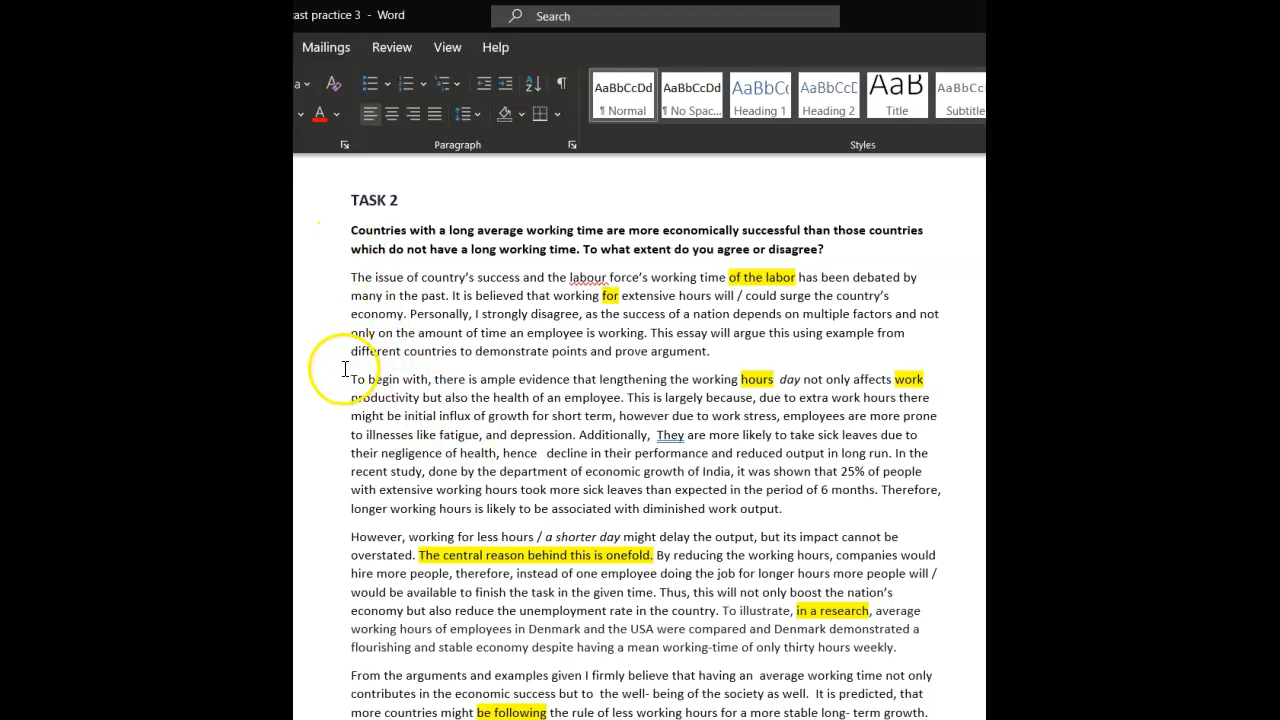 ast practice 3 - Word
Search
Mailings Review View Help
AaBbCcDd AaBbCcDd AaBbCc AaBbCcD AaB AaBbCc
¶ Normal ¶ No Spac... Heading 1 Heading 2 Title Subtitle
Paragraph Styles
TASK 2
Countries with a long average working time are more economically successful than those countries
which do not have a long working time. To what extent do you agree or disagree?
The issue of country's success and the labour force's working time of the labor has been debated by
many in the past. It is believed that working for extensive hours will / could surge the country's
economy. Personally, I strongly disagree, as the success of a nation depends on multiple factors and not
only on the amount of time an employee is working. This essay will argue this using example from
different countries to demonstrate points and prove argument.
To begin with, there is ample evidence that lengthening the working hours day not only affects work
productivity but also the health of an employee. This is largely because, due to extra work hours there
might be initial influx of growth for short term, however due to work stress, employees are more prone
to illnesses like fatigue, and depression. Additionally, They are more likely to take sick leaves due to
their negligence of health, hence decline in their performance and reduced output in long run. In the
recent study, done by the department of economic growth of India, it was shown that 25% of people
with extensive working hours took more sick leaves than expected in the period of 6 months. Therefore,
longer working hours is likely to be associated with diminished work output.
However, working for less hours / a shorter day might delay the output, but its impact cannot be
overstated. The central reason behind this is onefold. By reducing the working hours, companies would
hire more people, therefore, instead of one employee doing the job for longer hours more people will /
would be available to finish the task in the given time. Thus, this will not only boost the nation's
economy but also reduce the unemployment rate in the country. To illustrate, in a research, average
working hours of employees in Denmark and the USA were compared and Denmark demonstrated a
flourishing and stable economy despite having a mean working-time of only thirty hours weekly.
From the arguments and examples given I firmly believe that having an average working time not only
contributes in the economic success but to the well- being of the society as well. It is predicted, that
more countries might be following the rule of less working hours for a more stable long- term growth.